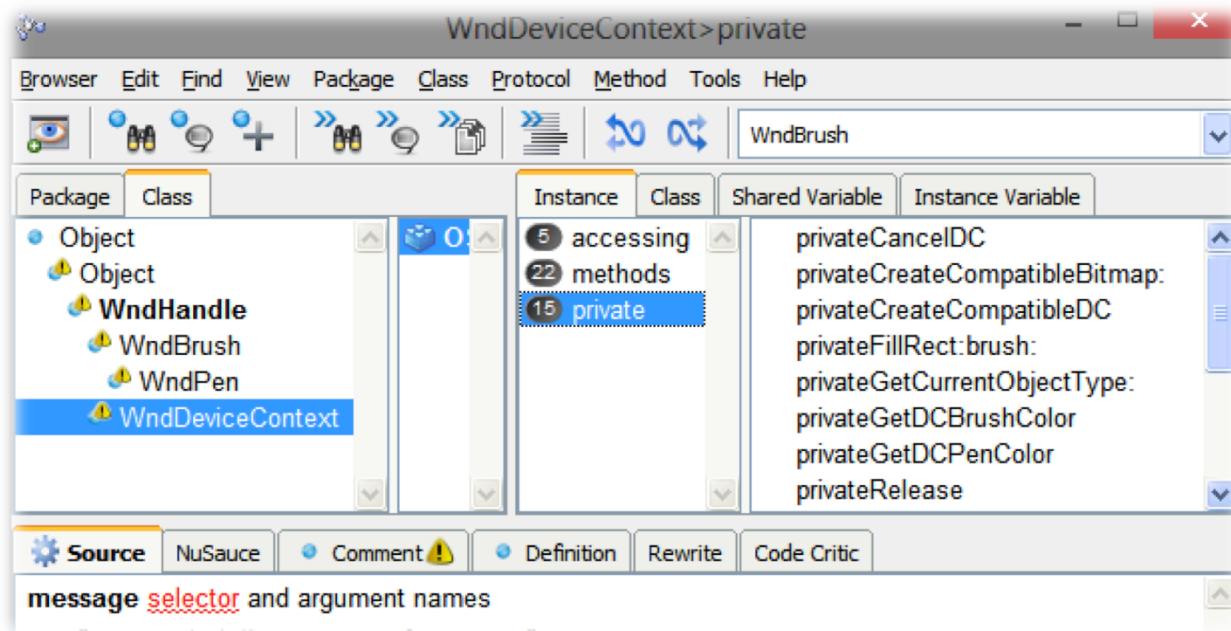 WndDeviceContext>private
Browser Edit Find View Package Class Protocol Method Tools Help
WndBrush
Package Class
Instance Class Shared Variable Instance Variable
Object
Object
WndHandle
WndBrush
WndPen
WndDeviceContext
5 accessing
22 methods
15 private
privateCancelDC
privateCreateCompatibleBitmap:
privateCreateCompatibleDC
privateFillRect:brush:
privateGetCurrentObjectType:
privateGetDCBrushColor
privateGetDCPenColor
privateRelease
Source NuSauce Comment Definition Rewrite Code Critic
message selector and argument names